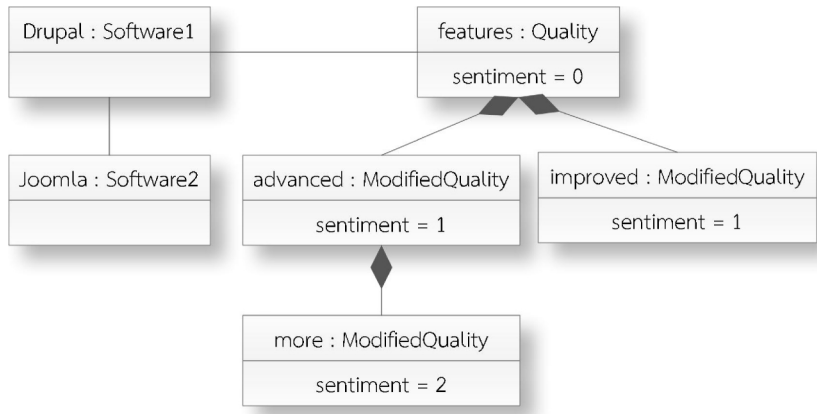 Drupal : Software1
features : Quality
sentiment = 0
Joomla : Software2
advanced : ModifiedQuality
sentiment = 1
improved : ModifiedQuality
sentiment = 1
more : ModifiedQuality
sentiment = 2